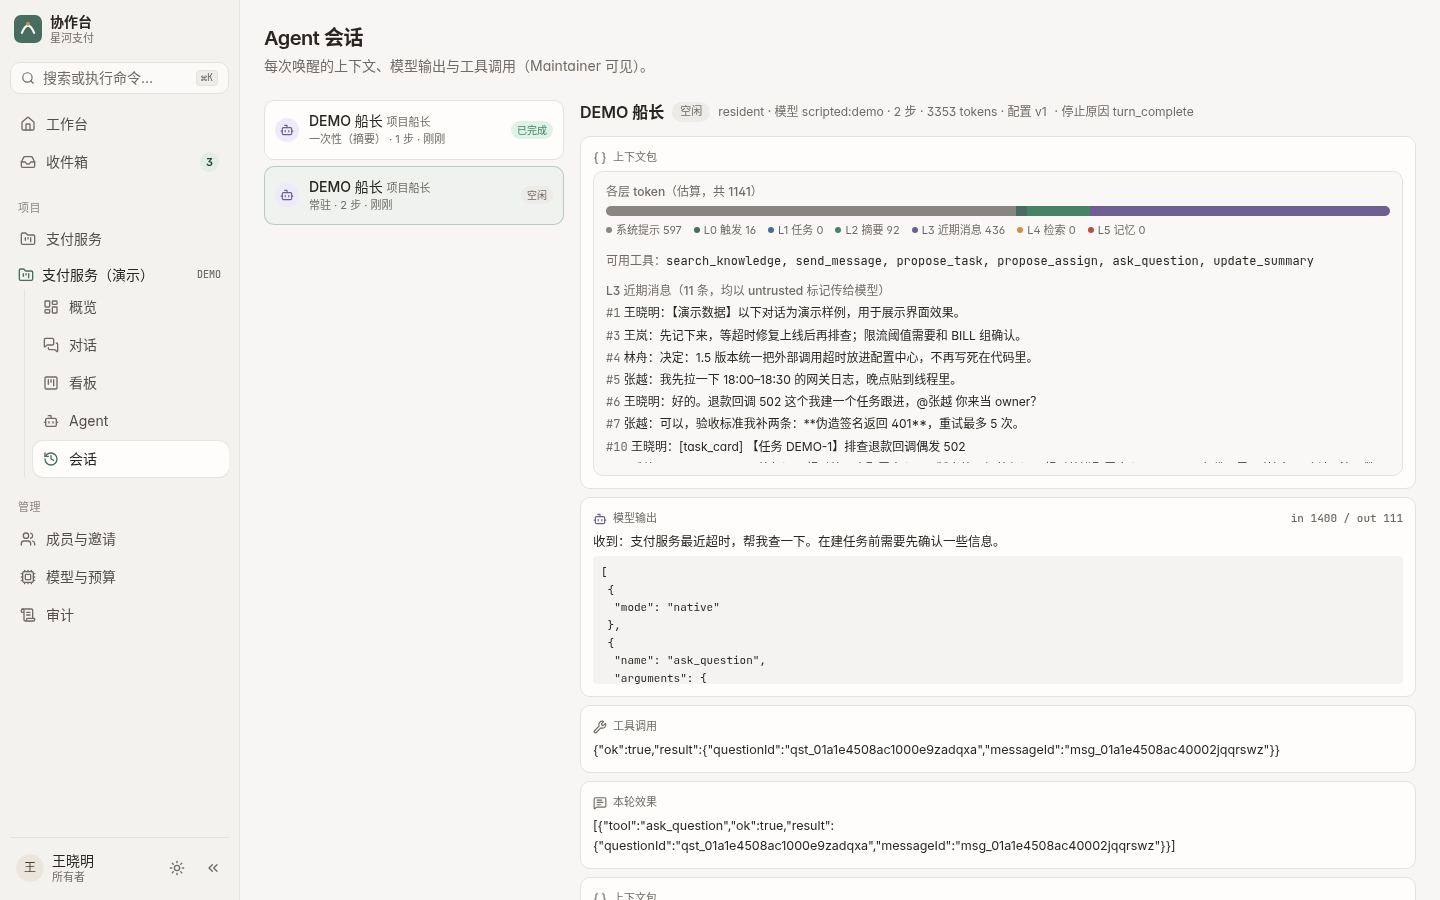 协作台
星河支付
搜索或执行命令... ⌘K
工作台
收件箱 3
项目
支付服务
支付服务（演示） DEMO
概览
对话
看板
Agent
会话
管理
成员与邀请
模型与预算
审计
王 王晓明
所有者
Agent 会话
每次唤醒的上下文、模型输出与工具调用（Maintainer 可见）。
DEMO 船长 项目船长
一次性（摘要） · 1 步 · 刚刚
已完成
DEMO 船长 项目船长
常驻 · 2 步 · 刚刚
空闲
DEMO 船长 空闲 resident · 模型 scripted:demo · 2 步 · 3353 tokens · 配置 v1 · 停止原因 turn_complete
{ } 上下文包
各层 token（估算，共 1141）
系统提示 597 L0 触发 16 L1 任务 0 L2 摘要 92 L3 近期消息 436 L4 检索 0 L5 记忆 0
可用工具：search_knowledge, send_message, propose_task, propose_assign, ask_question, update_summary
L3 近期消息（11 条，均以 untrusted 标记传给模型）
#1 王晓明：【演示数据】以下对话为演示样例，用于展示界面效果。
#3 王岚：先记下来，等超时修复上线后再排查；限流阈值需要和 BILL 组确认。
#4 林舟：决定：1.5 版本统一把外部调用超时放进配置中心，不再写死在代码里。
#5 张越：我先拉一下 18:00–18:30 的网关日志，晚点贴到线程里。
#6 王晓明：好的。退款回调 502 这个我建一个任务跟进，@张越 你来当 owner？
#7 张越：可以，验收标准我补两条：**伪造签名返回 401**，重试最多 5 次。
#10 王晓明：[task_card] 【任务 DEMO-1】排查退款回调偶发 502
模型输出 in 1400 / out 111
收到：支付服务最近超时，帮我查一下。在建任务前需要先确认一些信息。
[
{
"mode": "native"
},
{
"name": "ask_question",
"arguments": {
工具调用
{"ok":true,"result":{"questionId":"qst_01a1e4508ac1000e9zadqxa","messageId":"msg_01a1e4508ac40002jqqrswz"}}
本轮效果
[{"tool":"ask_question","ok":true,"result":
{"questionId":"qst_01a1e4508ac1000e9zadqxa","messageId":"msg_01a1e4508ac40002jqqrswz"}}]
{ } 上下文包